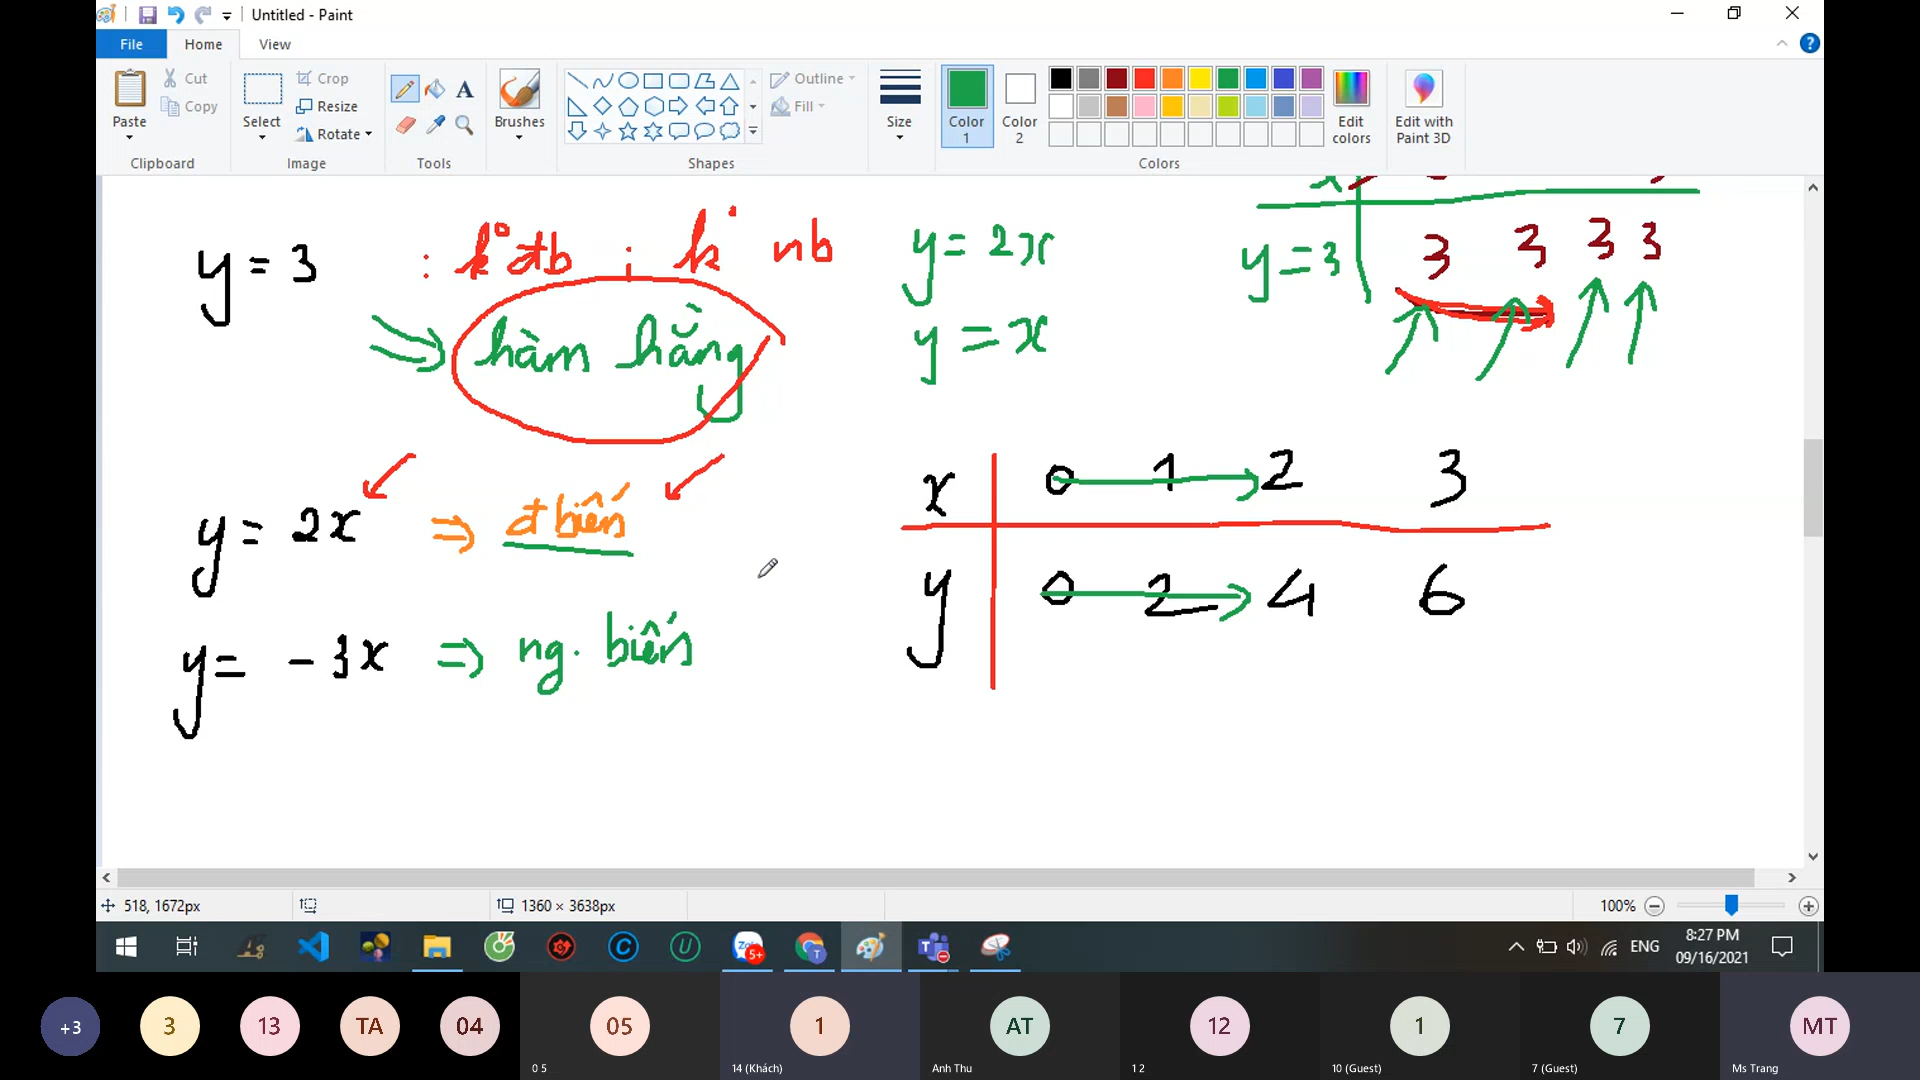 Untitled - Paint
File Home View
Paste
Cut
Copy
Clipboard
Select
Crop
Resize
Rotate
Image
Tools
Brushes
Shapes
Outline
Fill
Size
Color 1
Color 2
Edit colors
Edit with Paint 3D
Colors
y = 3 : k° đb ; k° nb
hàm hằng
y = 2x
y = x
x
y = 3 3 3 3 3
y = 2x ⇒ đ biến
y = - 3x ⇒ ng. biến
x 0 1 2 3
y 0 2 4 6
518, 1672px
1360 × 3638px
100%
5+
ENG
8:27 PM
09/16/2021
+3 3 13 TA 04 05 1 AT 12 1 7 MT
0 5
14 (Khách)
Anh Thu
1 2
10 (Guest)
7 (Guest)
Ms Trang